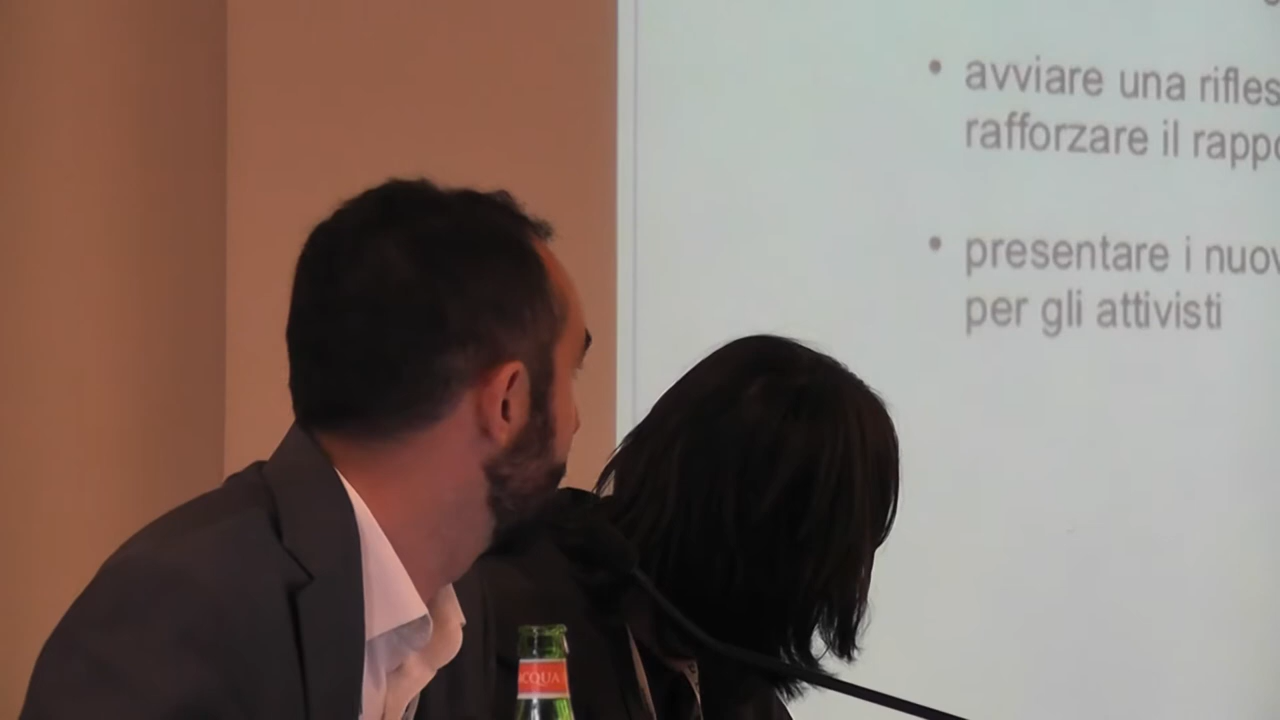 • avviare una rifles
rafforzare il rappo
• presentare i nuov
per gli attivisti
ACQUA